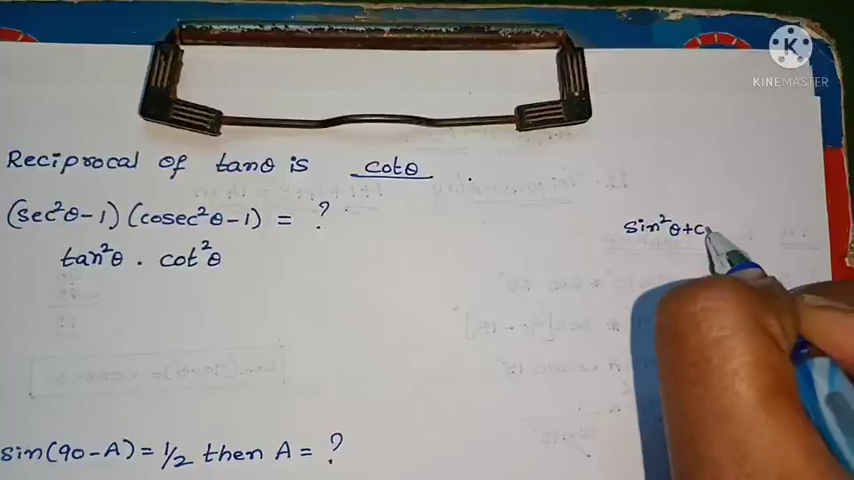 KINEMASTER
Reciprocal of tanθ is cotθ .
(sec²θ-1) (cosec²θ-1) = ?
tan²θ . cot²θ
sin²θ+c
sin(90-A)=1/2 then A = ?